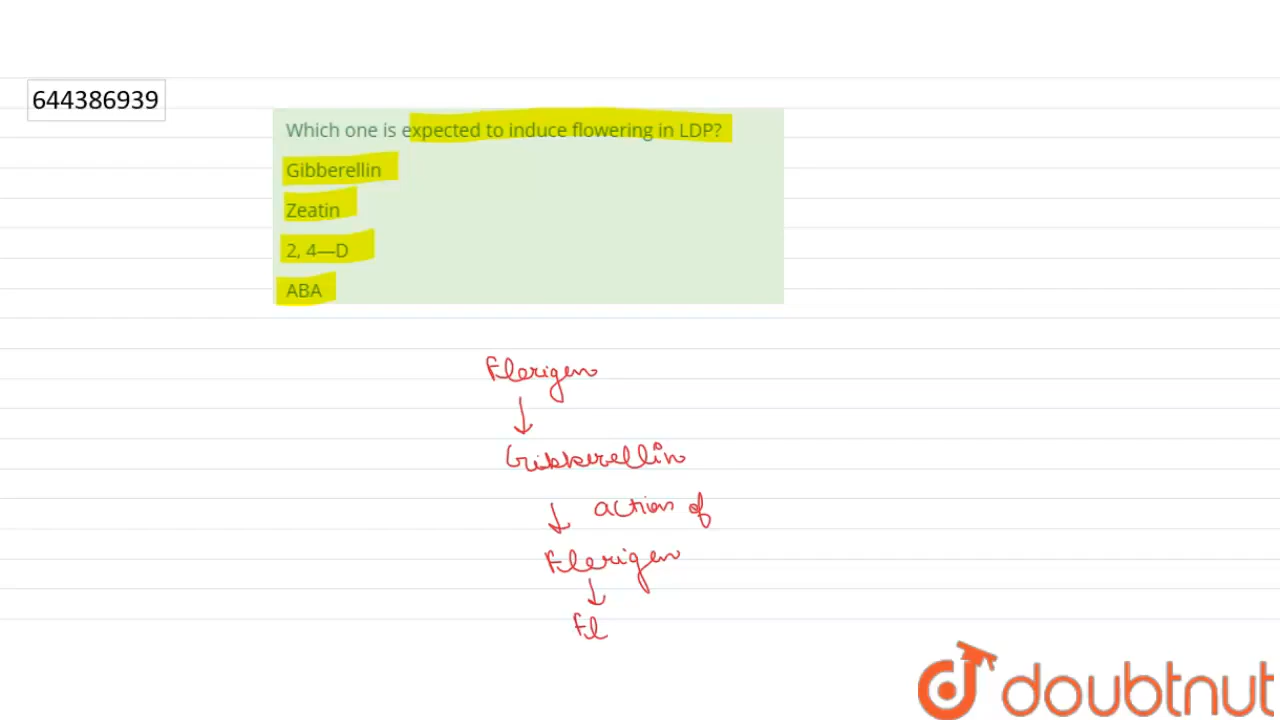 644386939
Which one is expected to induce flowering in LDP?
Gibberellin
Zeatin
2, 4—D
ABA
Florigen
↓
Gibberellin
↓ action of
Florigen
↓
Fl
doubtnut